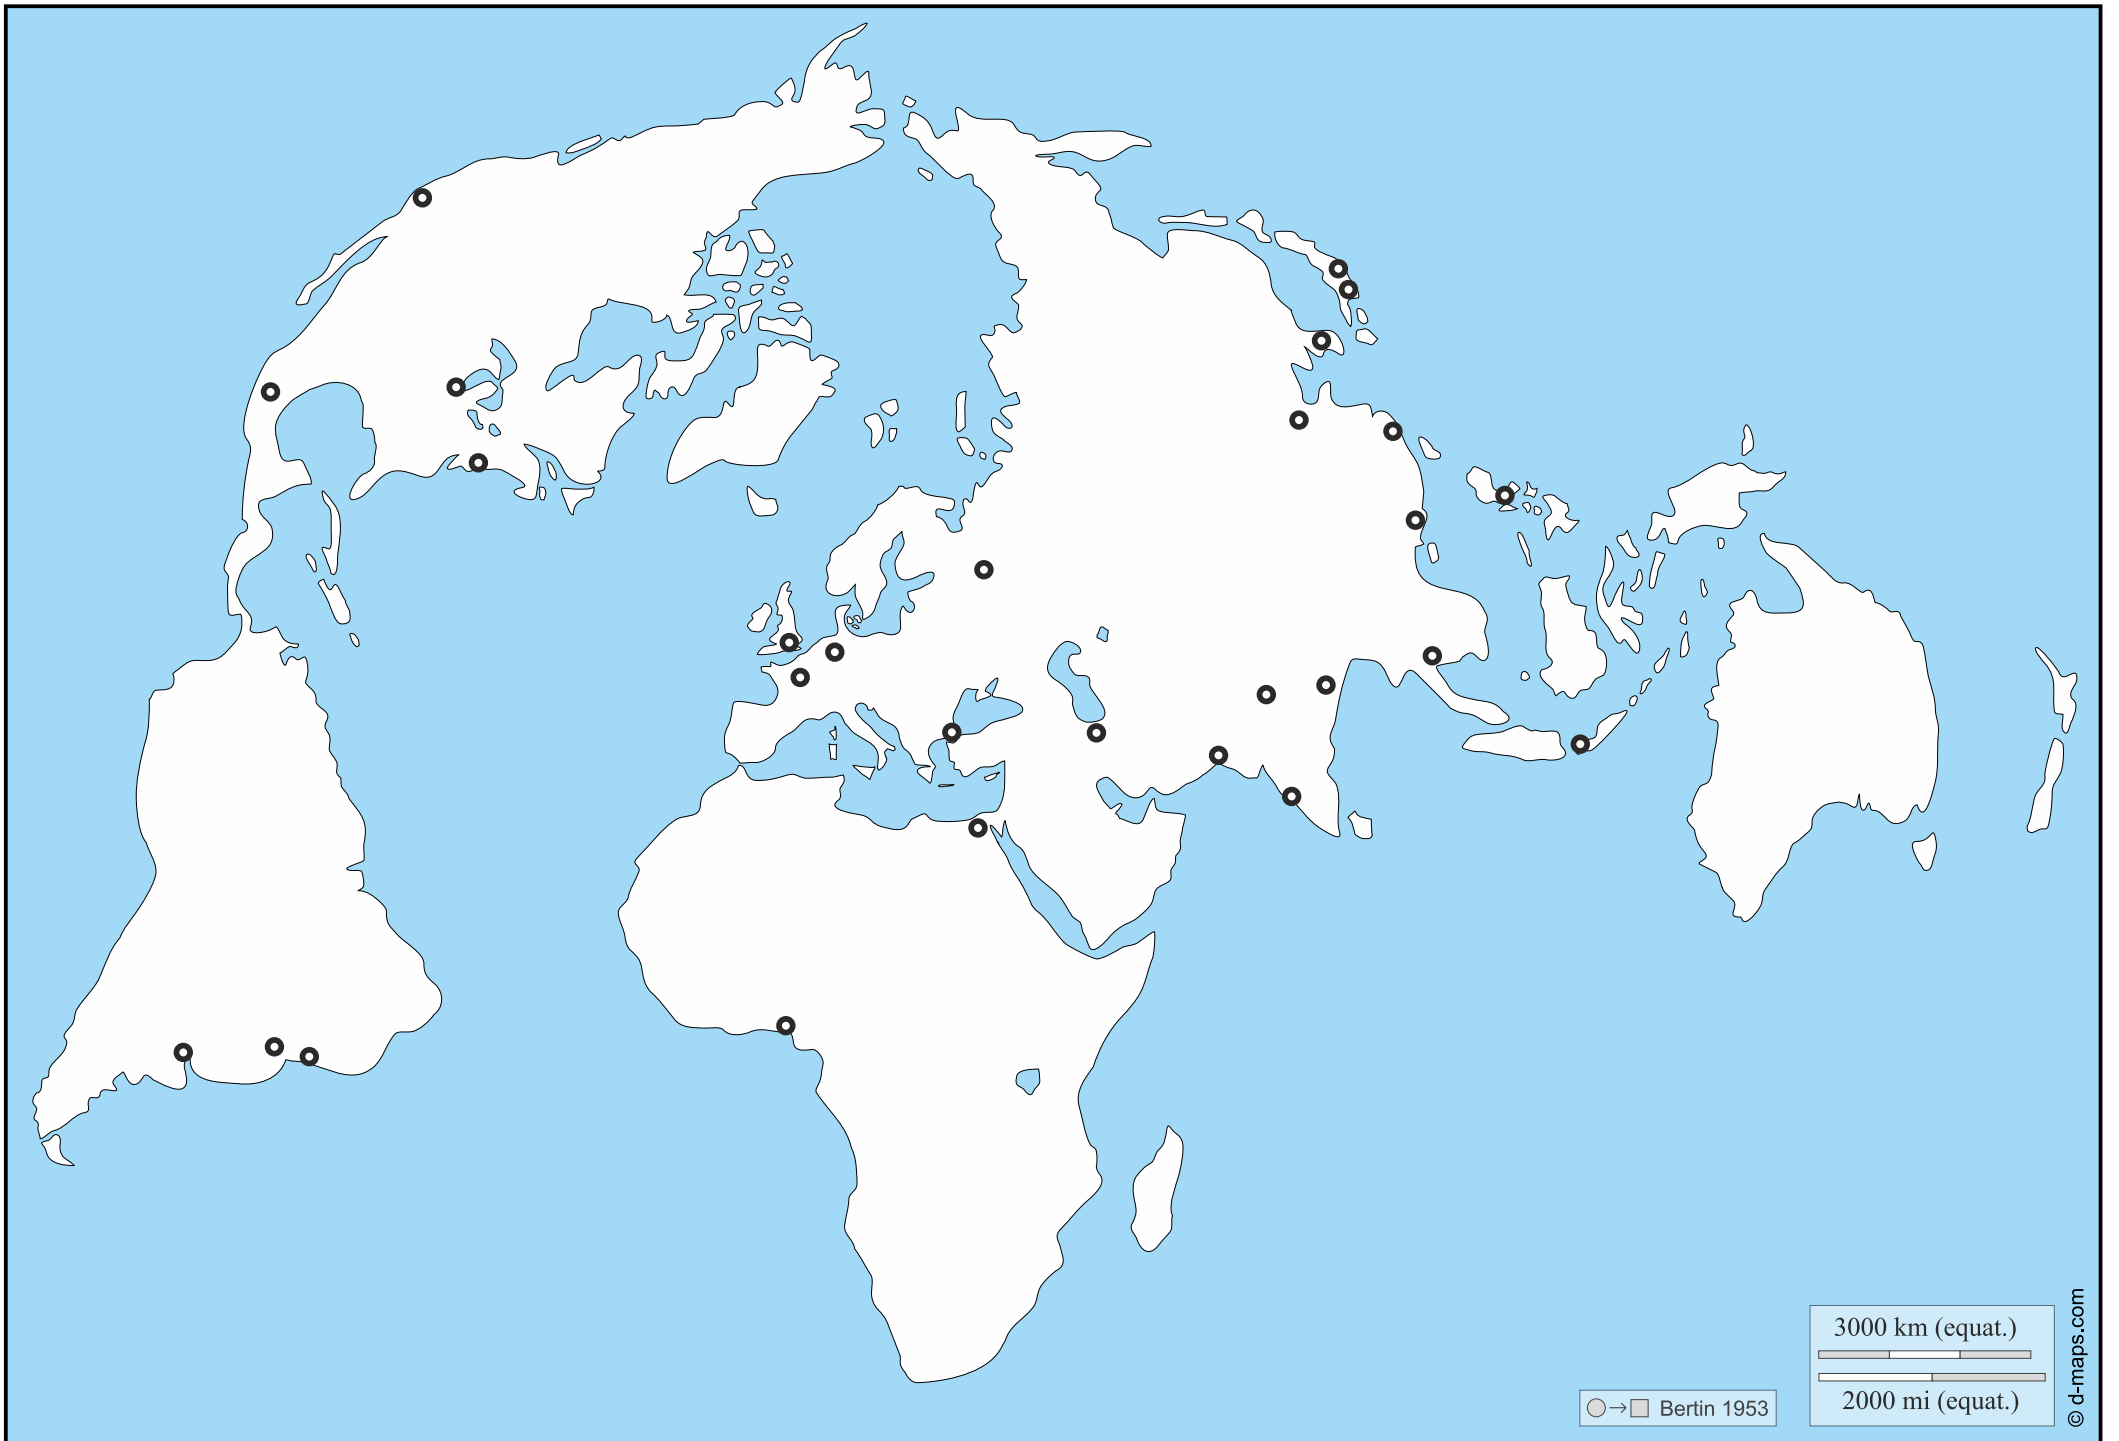 3000 km (equat.)
2000 mi (equat.)
Bertin 1953
© d-maps.com